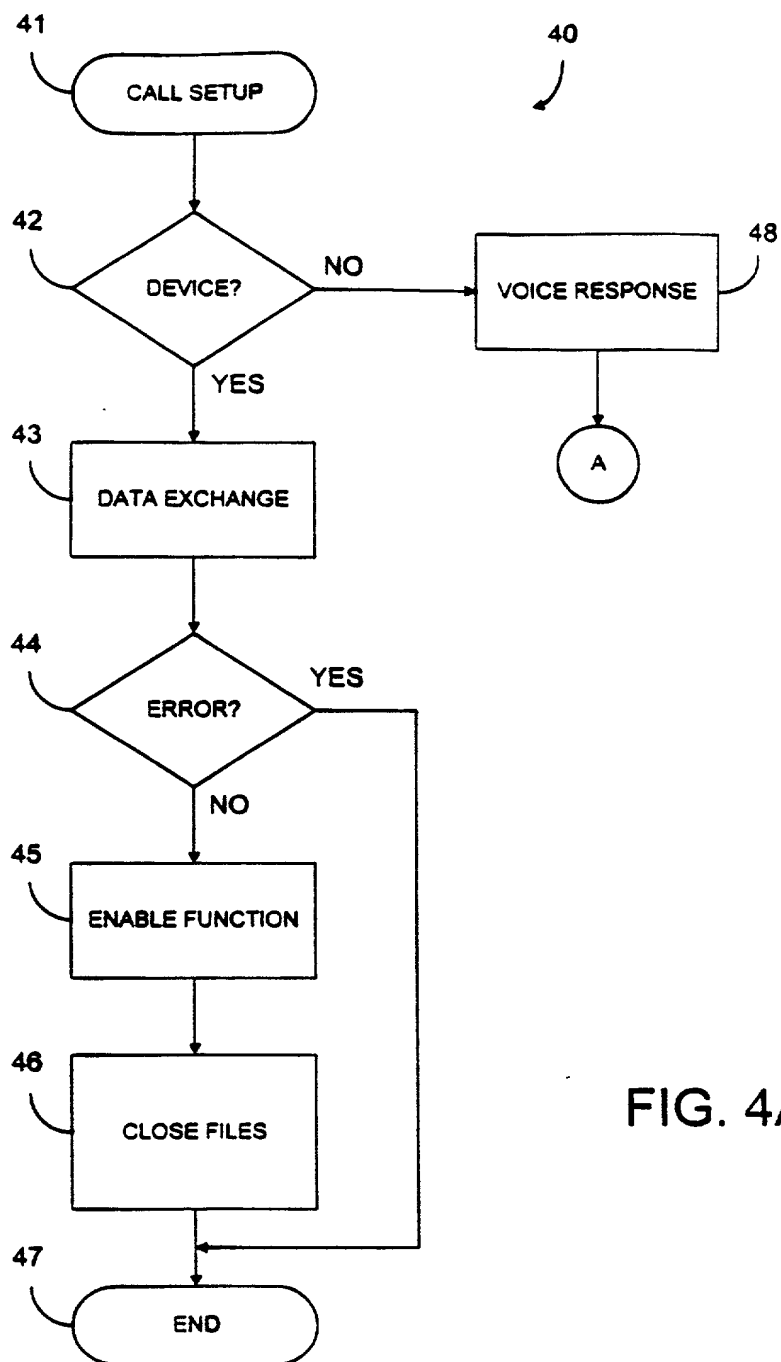 41
CALL SETUP
40
42
DEVICE?
NO
VOICE RESPONSE
48
YES
A
43
DATA EXCHANGE
44
ERROR?
YES
NO
45
ENABLE FUNCTION
46
CLOSE FILES
FIG. 4A
47
END